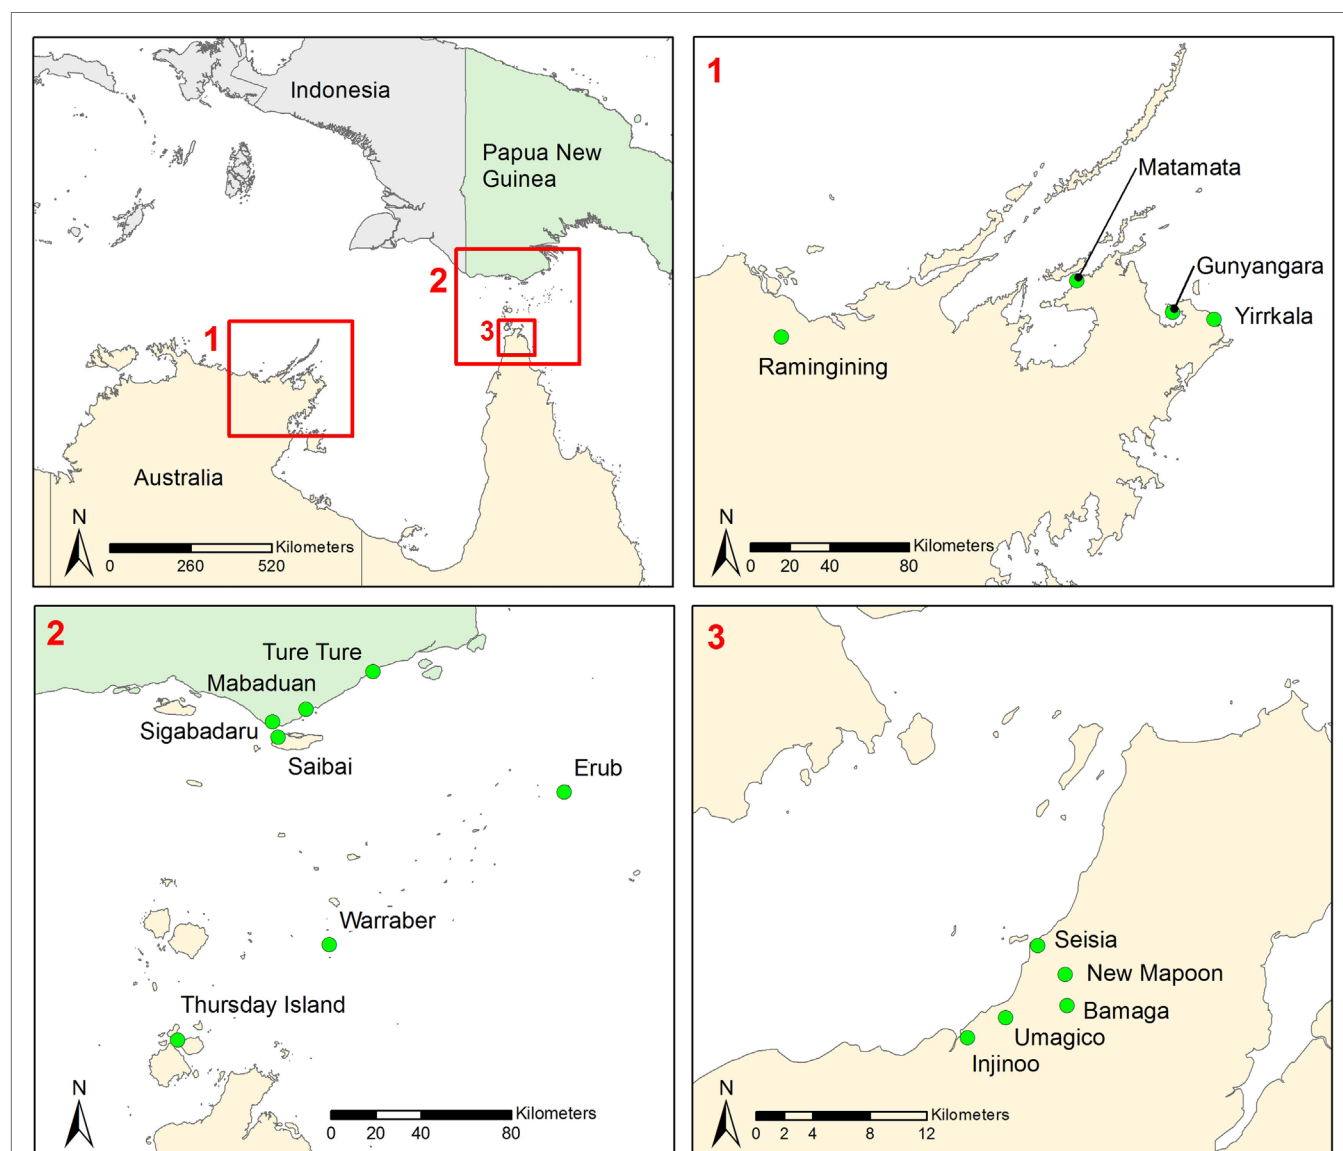 Indonesia
Papua New
Guinea
2
3
1
Australia
N
Kilometers
0 260 520
1
Matamata
Gunyangara
Yirrkala
Ramingining
N
Kilometers
0 20 40 80
2
Ture Ture
Mabaduan
Sigabadaru
Saibai
Erub
Warraber
Thursday Island
N
Kilometers
0 20 40 80
3
Seisia
New Mapoon
Bamaga
Umagico
Injinoo
N
Kilometers
0 2 4 8 12